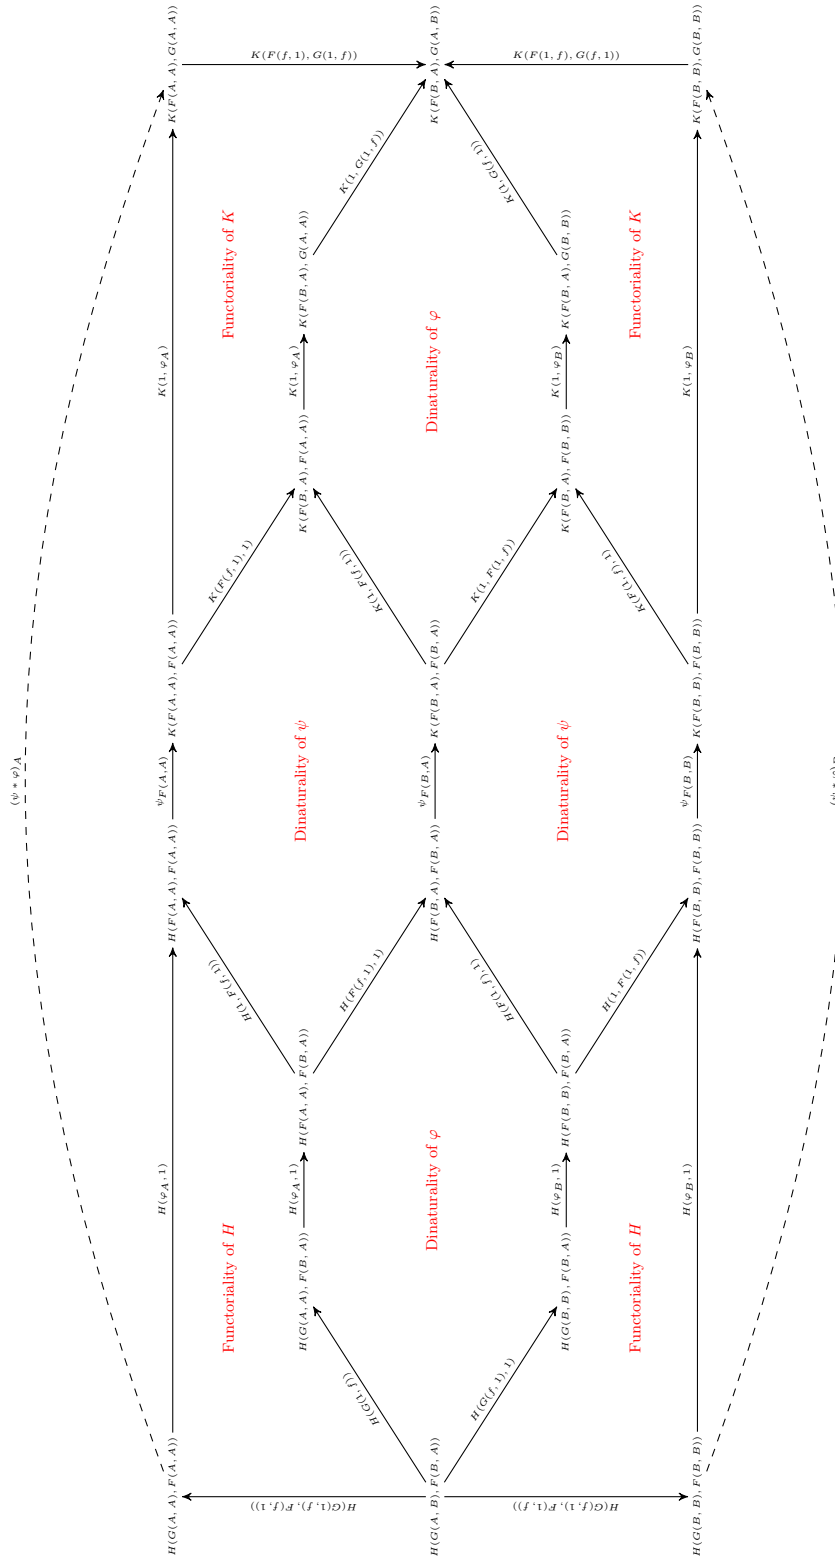 (ψ ∗ φ)_A
H(φ_A, 1) ψ_{F(A,A)} K(1, φ_A)
H(G(A, A), F(A, A)) H(F(A, A), F(A, A)) K(F(A, A), F(A, A)) K(F(A, A), G(A, A))
Functoriality of H H(1, F(f, 1)) K(F(f, 1), 1) Functoriality of K
H(G(1, f), F(f, 1)) H(φ_A, 1) Dinaturality of ψ K(1, φ_A) K(F(f, 1), G(1, f))
H(G(A, A), F(B, A)) H(F(A, A), F(B, A)) K(F(B, A), F(A, A)) K(F(B, A), G(A, A))
H(G(1, f)) H(F(f, 1), 1) K(1, F(f, 1)) K(1, G(1, f))
ψ_{F(B,A)}
H(G(A, B), F(B, A)) Dinaturality of φ H(F(B, A), F(B, A)) K(F(B, A), F(B, A)) Dinaturality of φ K(F(B, A), G(A, B))
H(G(f, 1), 1) H(F(1, f), 1) K(1, F(1, f)) K(1, G(f, 1))
H(G(f, 1), F(1, f)) H(φ_B, 1) Dinaturality of ψ K(1, φ_B) K(F(1, f), G(f, 1))
H(G(B, B), F(B, A)) H(F(B, B), F(B, A)) K(F(B, A), F(B, B)) K(F(B, A), G(B, B))
Functoriality of H H(1, F(1, f)) K(F(1, f), 1) Functoriality of K
H(φ_B, 1) ψ_{F(B,B)} K(1, φ_B)
H(G(B, B), F(B, B)) H(F(B, B), F(B, B)) K(F(B, B), F(B, B)) K(F(B, B), G(B, B))